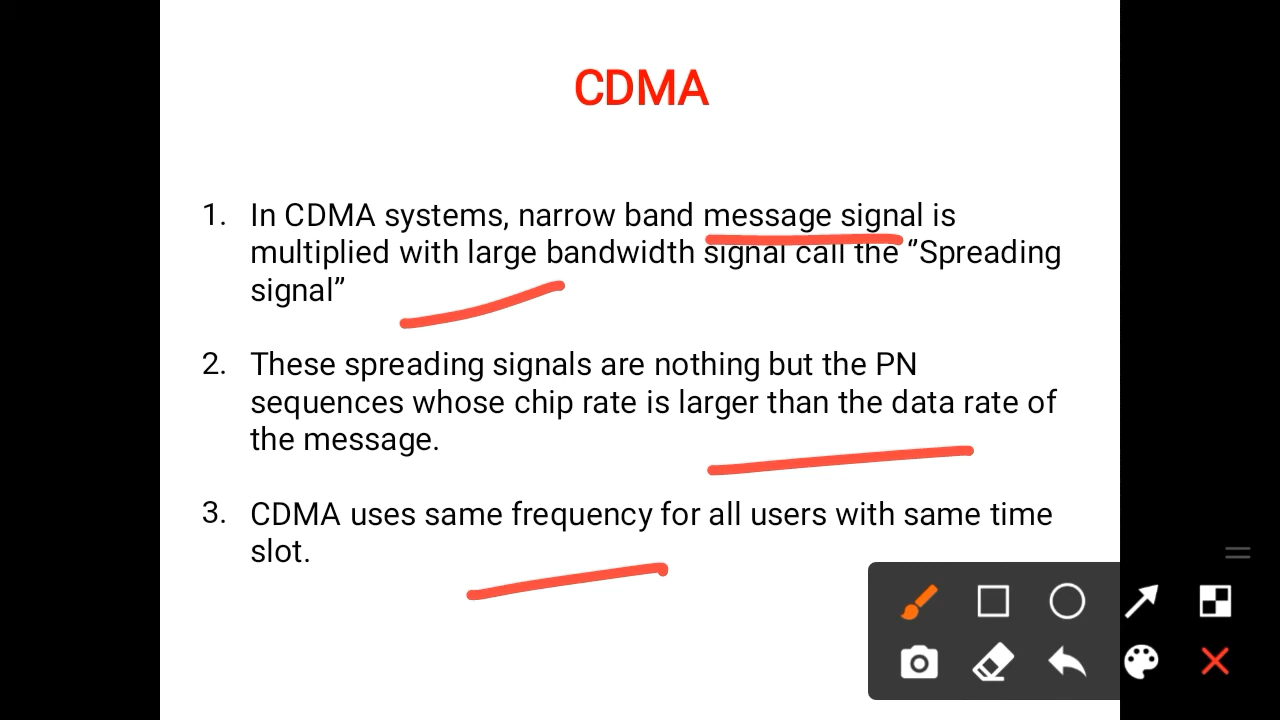 CDMA
1. In CDMA systems, narrow band message signal is
multiplied with large bandwidth signal call the “Spreading
signal”
2. These spreading signals are nothing but the PN
sequences whose chip rate is larger than the data rate of
the message.
3. CDMA uses same frequency for all users with same time
slot.